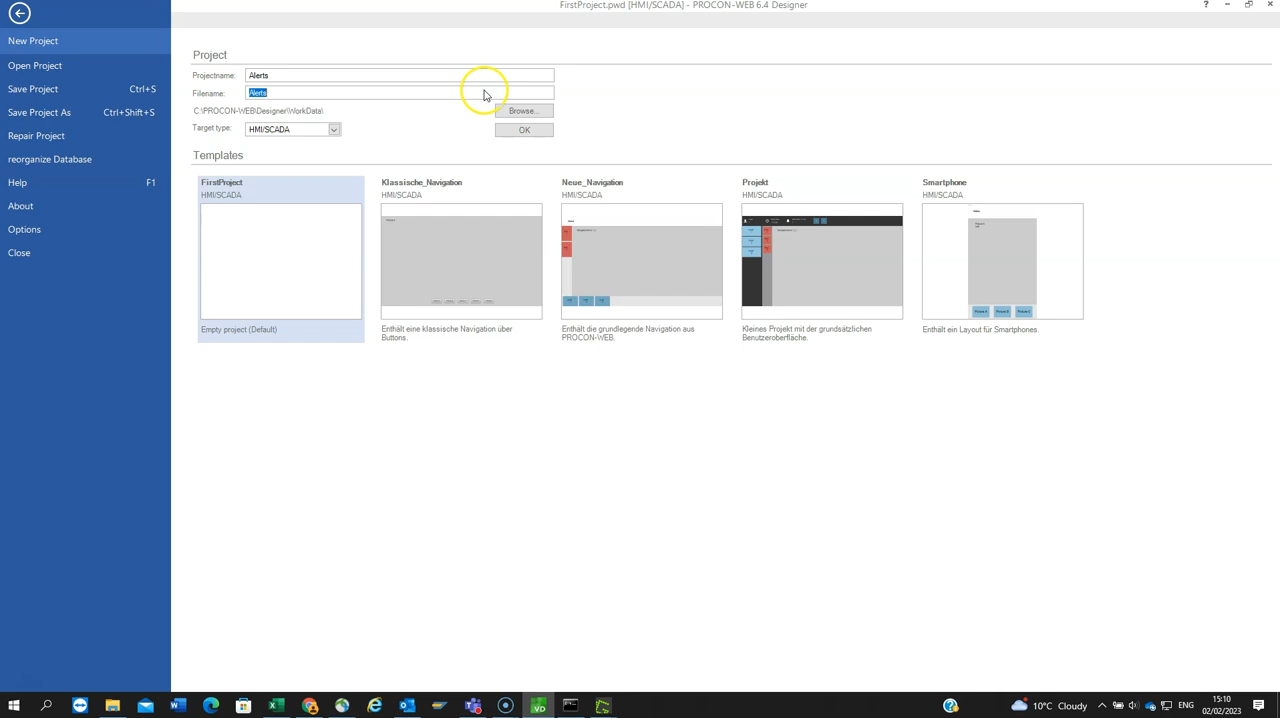 FirstProject.pwd [HMI/SCADA] - PROCON-WEB 6.4 Designer
New Project
Open Project
Save Project Ctrl+S
Save Project As Ctrl+Shift+S
Repair Project
reorganize Database
Help F1
About
Options
Close
Project
Projectname: Alerts
Filename: Alerts
C:\PROCON-WEB\Designer\WorkData\ Browse...
Target type: HMI/SCADA OK
Templates
FirstProject
HMI/SCADA
Empty project (Default)
Klassische_Navigation
HMI/SCADA
Enthält eine klassische Navigation über
Buttons.
Neue_Navigation
HMI/SCADA
Enthält die grundlegende Navigation aus
PROCON-WEB.
Projekt
HMI/SCADA
Kleines Projekt mit der grundsätzlichen
Benutzeroberfläche.
Smartphone
HMI/SCADA
Enthält ein Layout für Smartphones.
10°C Cloudy
ENG
15:10
02/02/2023